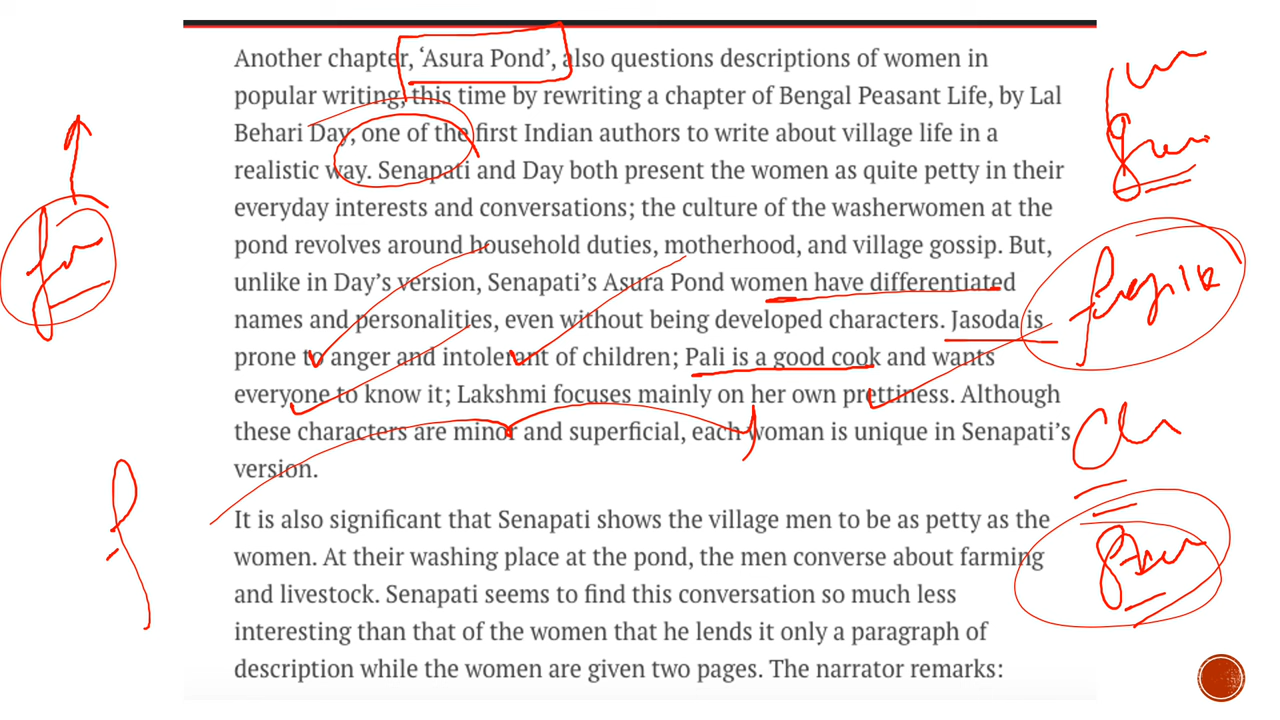 Another chapter, ‘Asura Pond’, also questions descriptions of women in
popular writing, this time by rewriting a chapter of Bengal Peasant Life, by Lal
Behari Day, one of the first Indian authors to write about village life in a
realistic way. Senapati and Day both present the women as quite petty in their
everyday interests and conversations; the culture of the washerwomen at the
pond revolves around household duties, motherhood, and village gossip. But,
unlike in Day’s version, Senapati’s Asura Pond women have differentiated
names and personalities, even without being developed characters. Jasoda is
prone to anger and intolerant of children; Pali is a good cook and wants
everyone to know it; Lakshmi focuses mainly on her own prettiness. Although
these characters are minor and superficial, each woman is unique in Senapati’s
version.
It is also significant that Senapati shows the village men to be as petty as the
women. At their washing place at the pond, the men converse about farming
and livestock. Senapati seems to find this conversation so much less
interesting than that of the women that he lends it only a paragraph of
description while the women are given two pages. The narrator remarks: